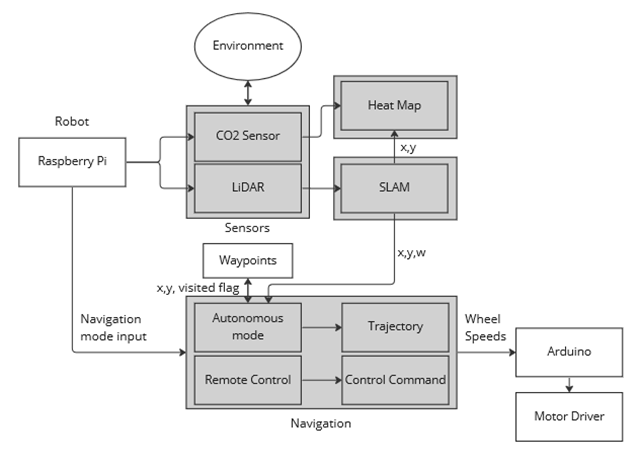 Environment
Robot
Raspberry Pi
CO2 Sensor
LiDAR
Sensors
Heat Map
x,y
SLAM
x,y,w
Waypoints
x,y, visited flag
Navigation
mode input
Autonomous
mode
Trajectory
Remote Control
Control Command
Navigation
Wheel
Speeds
Arduino
Motor Driver